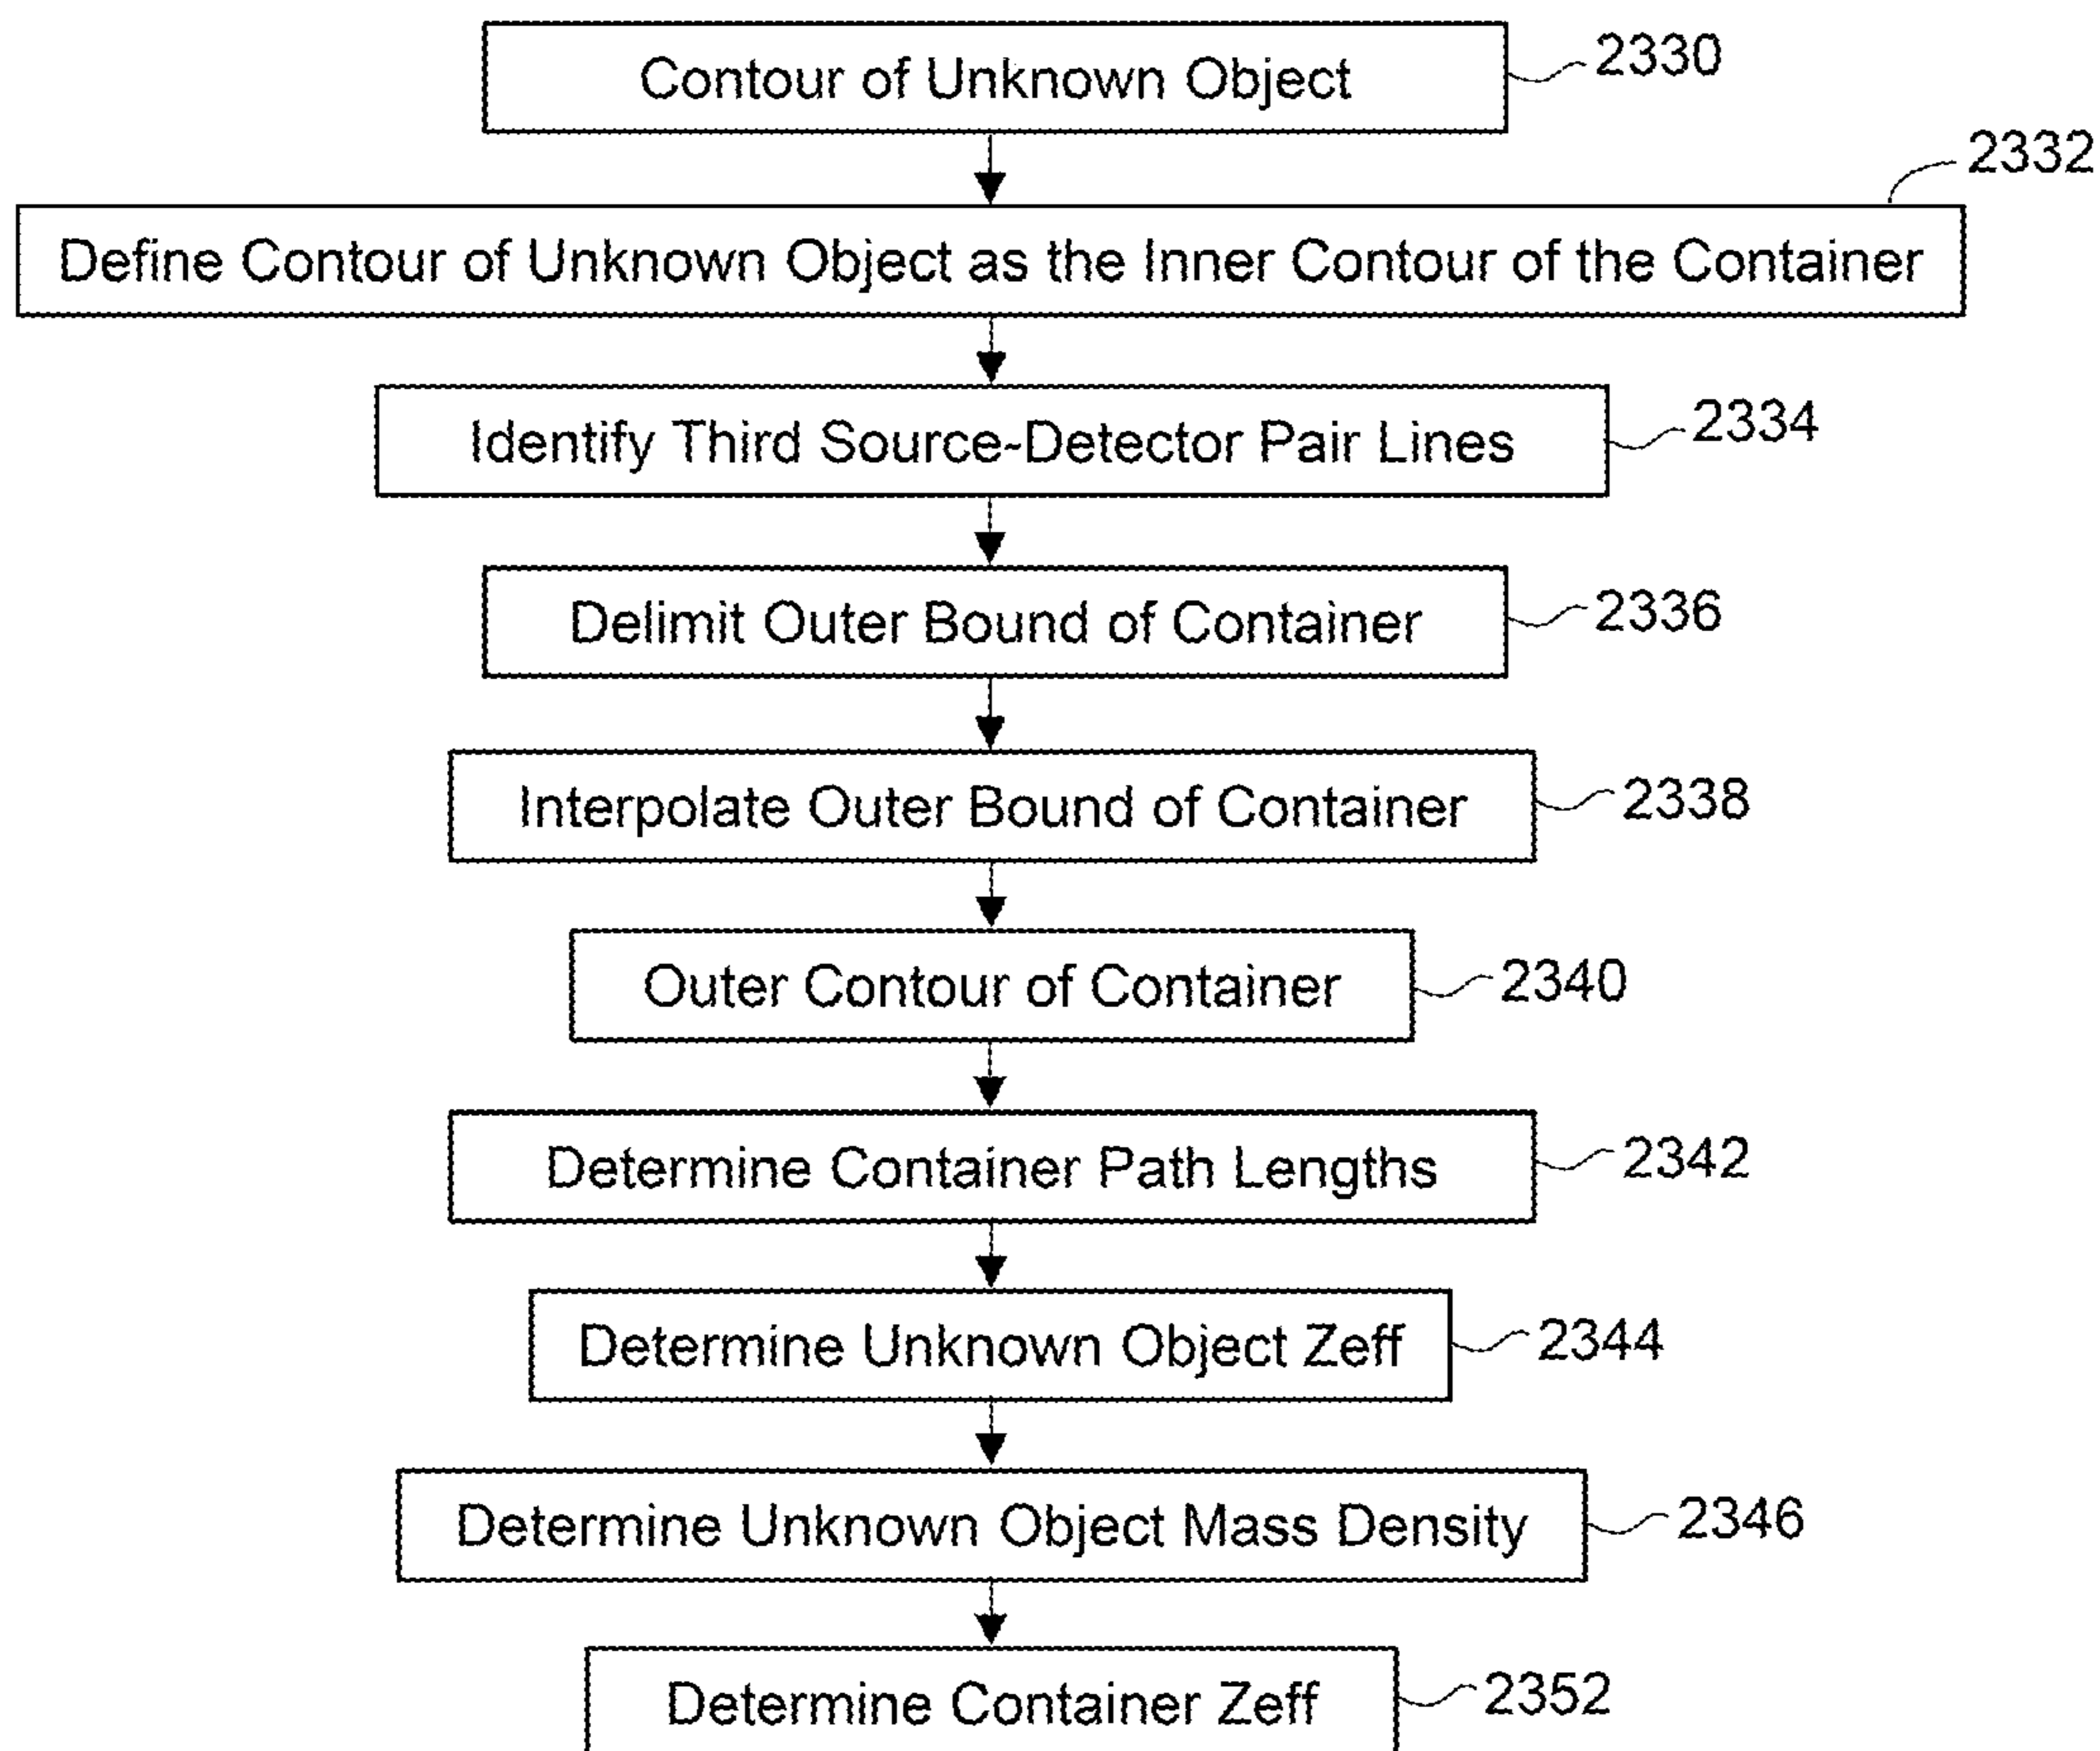 Contour of Unknown Object
2330
2332
Define Contour of Unknown Object as the Inner Contour of the Container
Identify Third Source-Detector Pair Lines
2334
Delimit Outer Bound of Container
2336
Interpolate Outer Bound of Container
2338
Outer Contour of Container
2340
Determine Container Path Lengths
2342
Determine Unknown Object Zeff
2344
Determine Unknown Object Mass Density
2346
Determine Container Zeff
2352